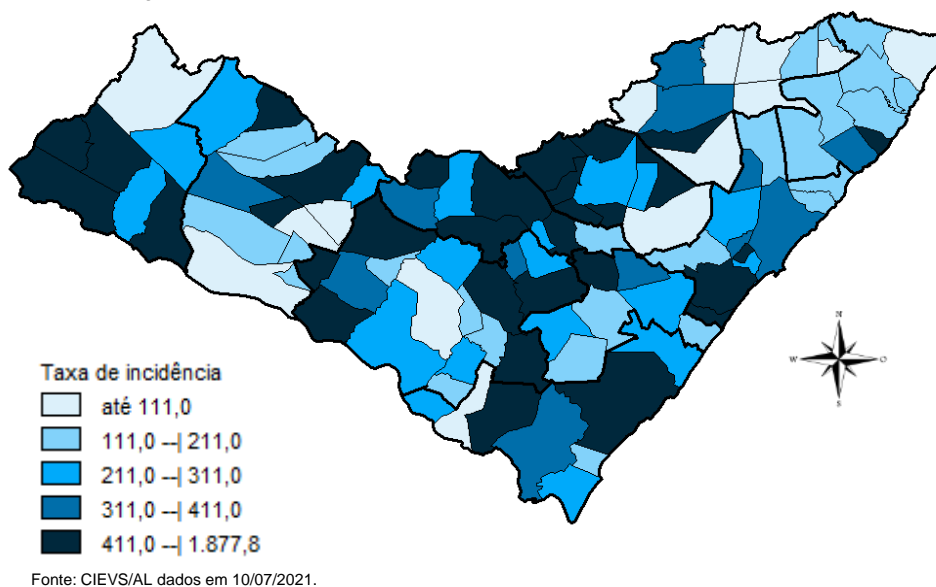 N
W O
S
Taxa de incidência
até 111,0
111,0 --| 211,0
211,0 --| 311,0
311,0 --| 411,0
411,0 --| 1.877,8
Fonte: CIEVS/AL dados em 10/07/2021.